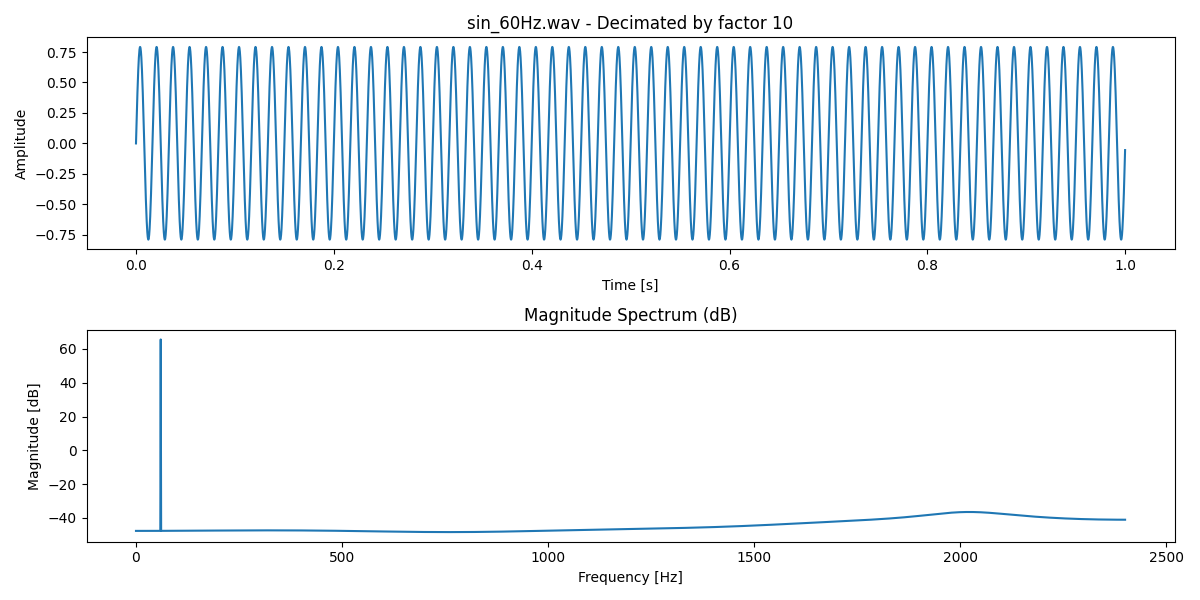 sin_60Hz.wav - Decimated by factor 10
0.75
0.50
0.25
0.00
−0.25
−0.50
−0.75
Amplitude
0.0 0.2 0.4 0.6 0.8 1.0
Time [s]
Magnitude Spectrum (dB)
60
40
20
0
−20
−40
Magnitude [dB]
0 500 1000 1500 2000 2500
Frequency [Hz]